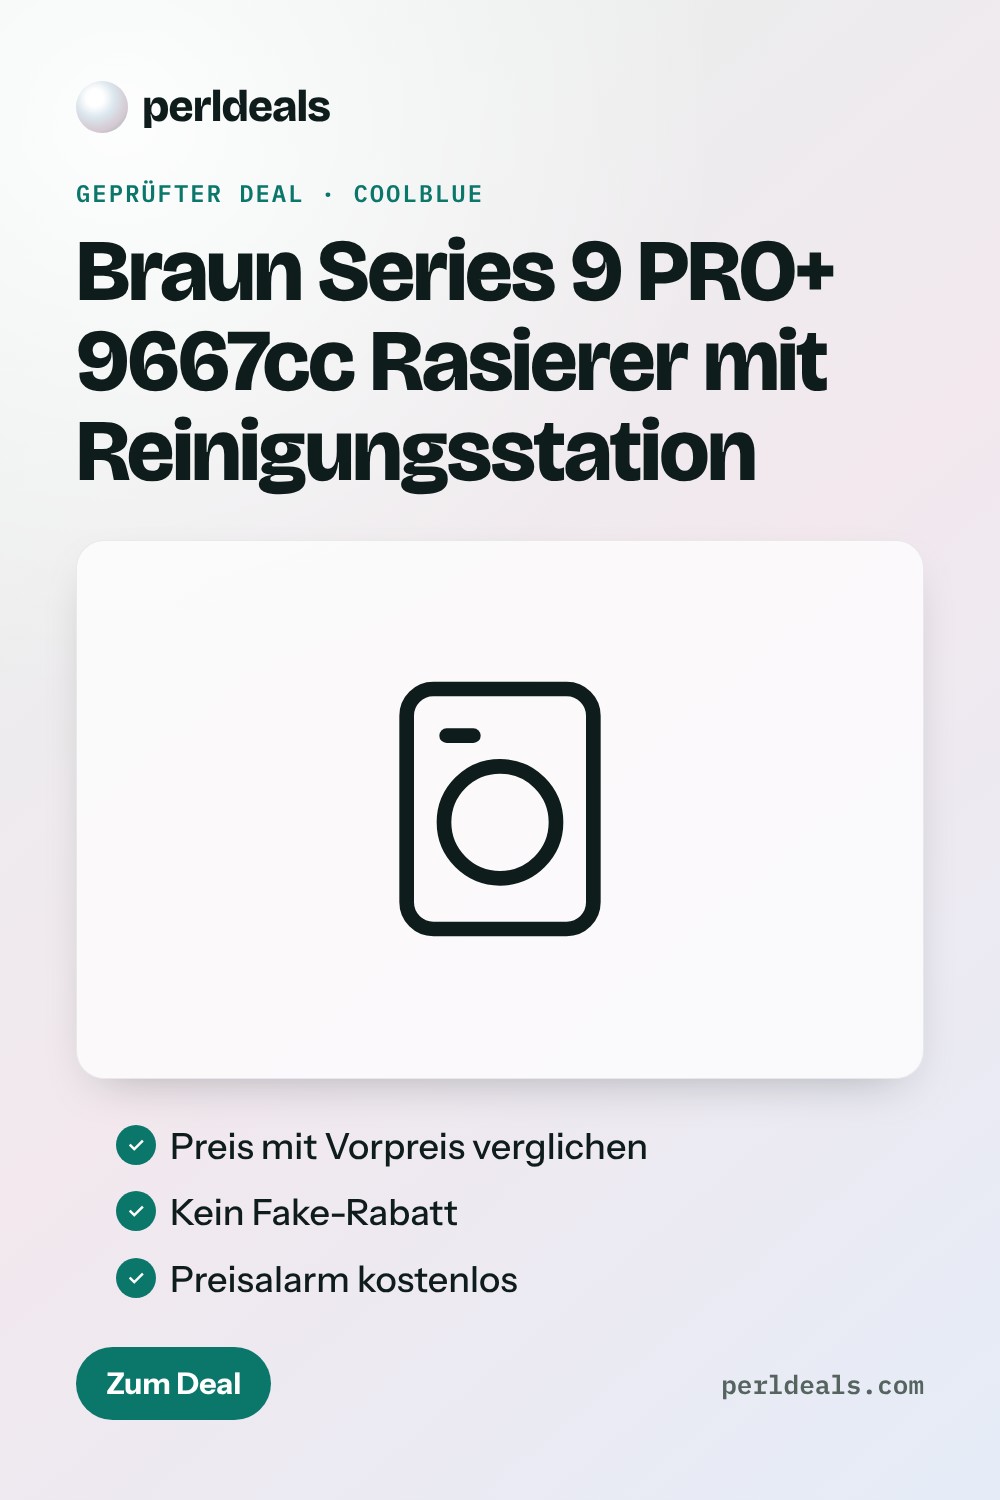 perldeals
GEPRÜFTER DEAL · COOLBLUE
Braun Series 9 PRO+
9667cc Rasierer mit
Reinigungsstation
Preis mit Vorpreis verglichen
Kein Fake-Rabatt
Preisalarm kostenlos
Zum Deal
perldeals.com